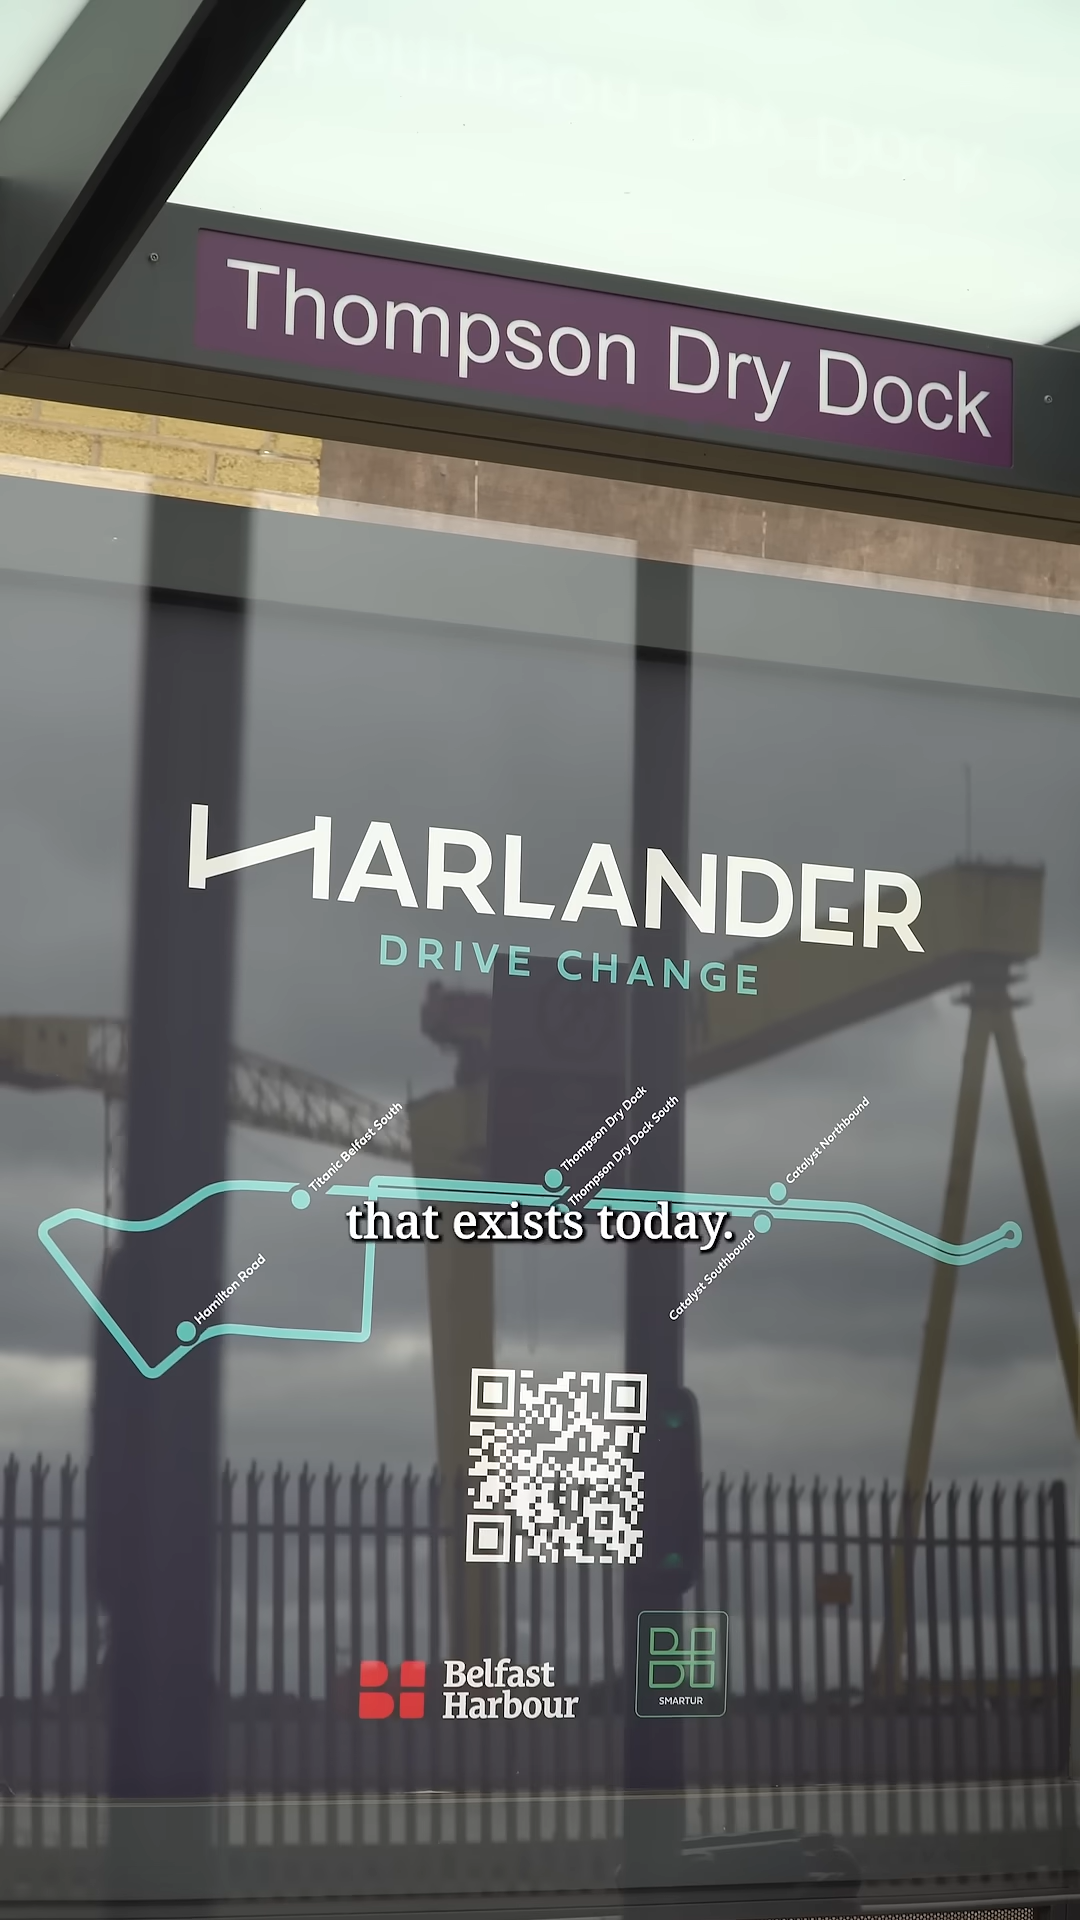 Thompson Dry Dock
HARLANDER
DRIVE CHANGE
Titanic Belfast South
Thompson Dry Dock
Thompson Dry Dock South
Catalyst Northbound
that exists today.
Hamilton Road
Catalyst Southbound
Belfast
Harbour
SMARTUR